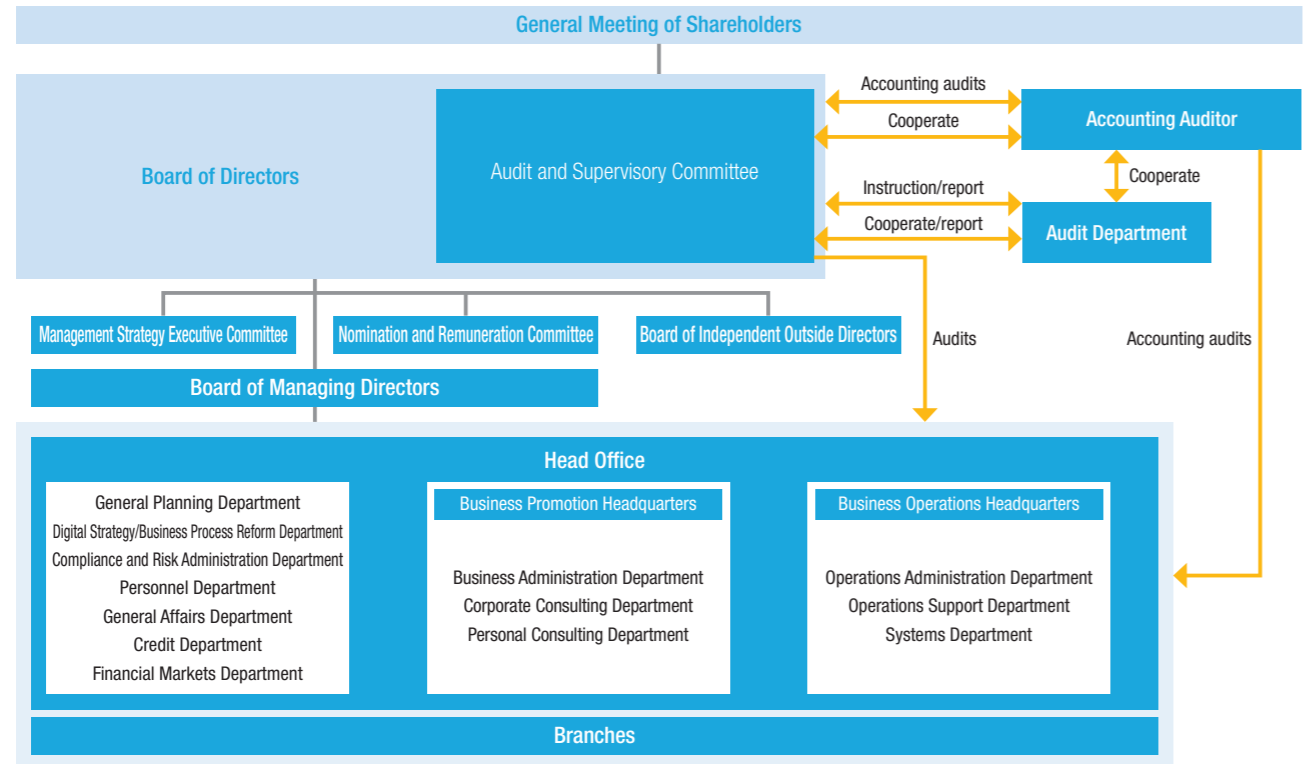 General Meeting of Shareholders
Board of Directors
Audit and Supervisory Committee
Accounting audits
Cooperate
Accounting Auditor
Cooperate
Instruction/report
Cooperate/report
Audit Department
Management Strategy Executive Committee
Nomination and Remuneration Committee
Board of Independent Outside Directors
Audits
Accounting audits
Board of Managing Directors
Head Office
General Planning Department
Digital Strategy/Business Process Reform Department
Compliance and Risk Administration Department
Personnel Department
General Affairs Department
Credit Department
Financial Markets Department
Business Promotion Headquarters
Business Administration Department
Corporate Consulting Department
Personal Consulting Department
Business Operations Headquarters
Operations Administration Department
Operations Support Department
Systems Department
Branches